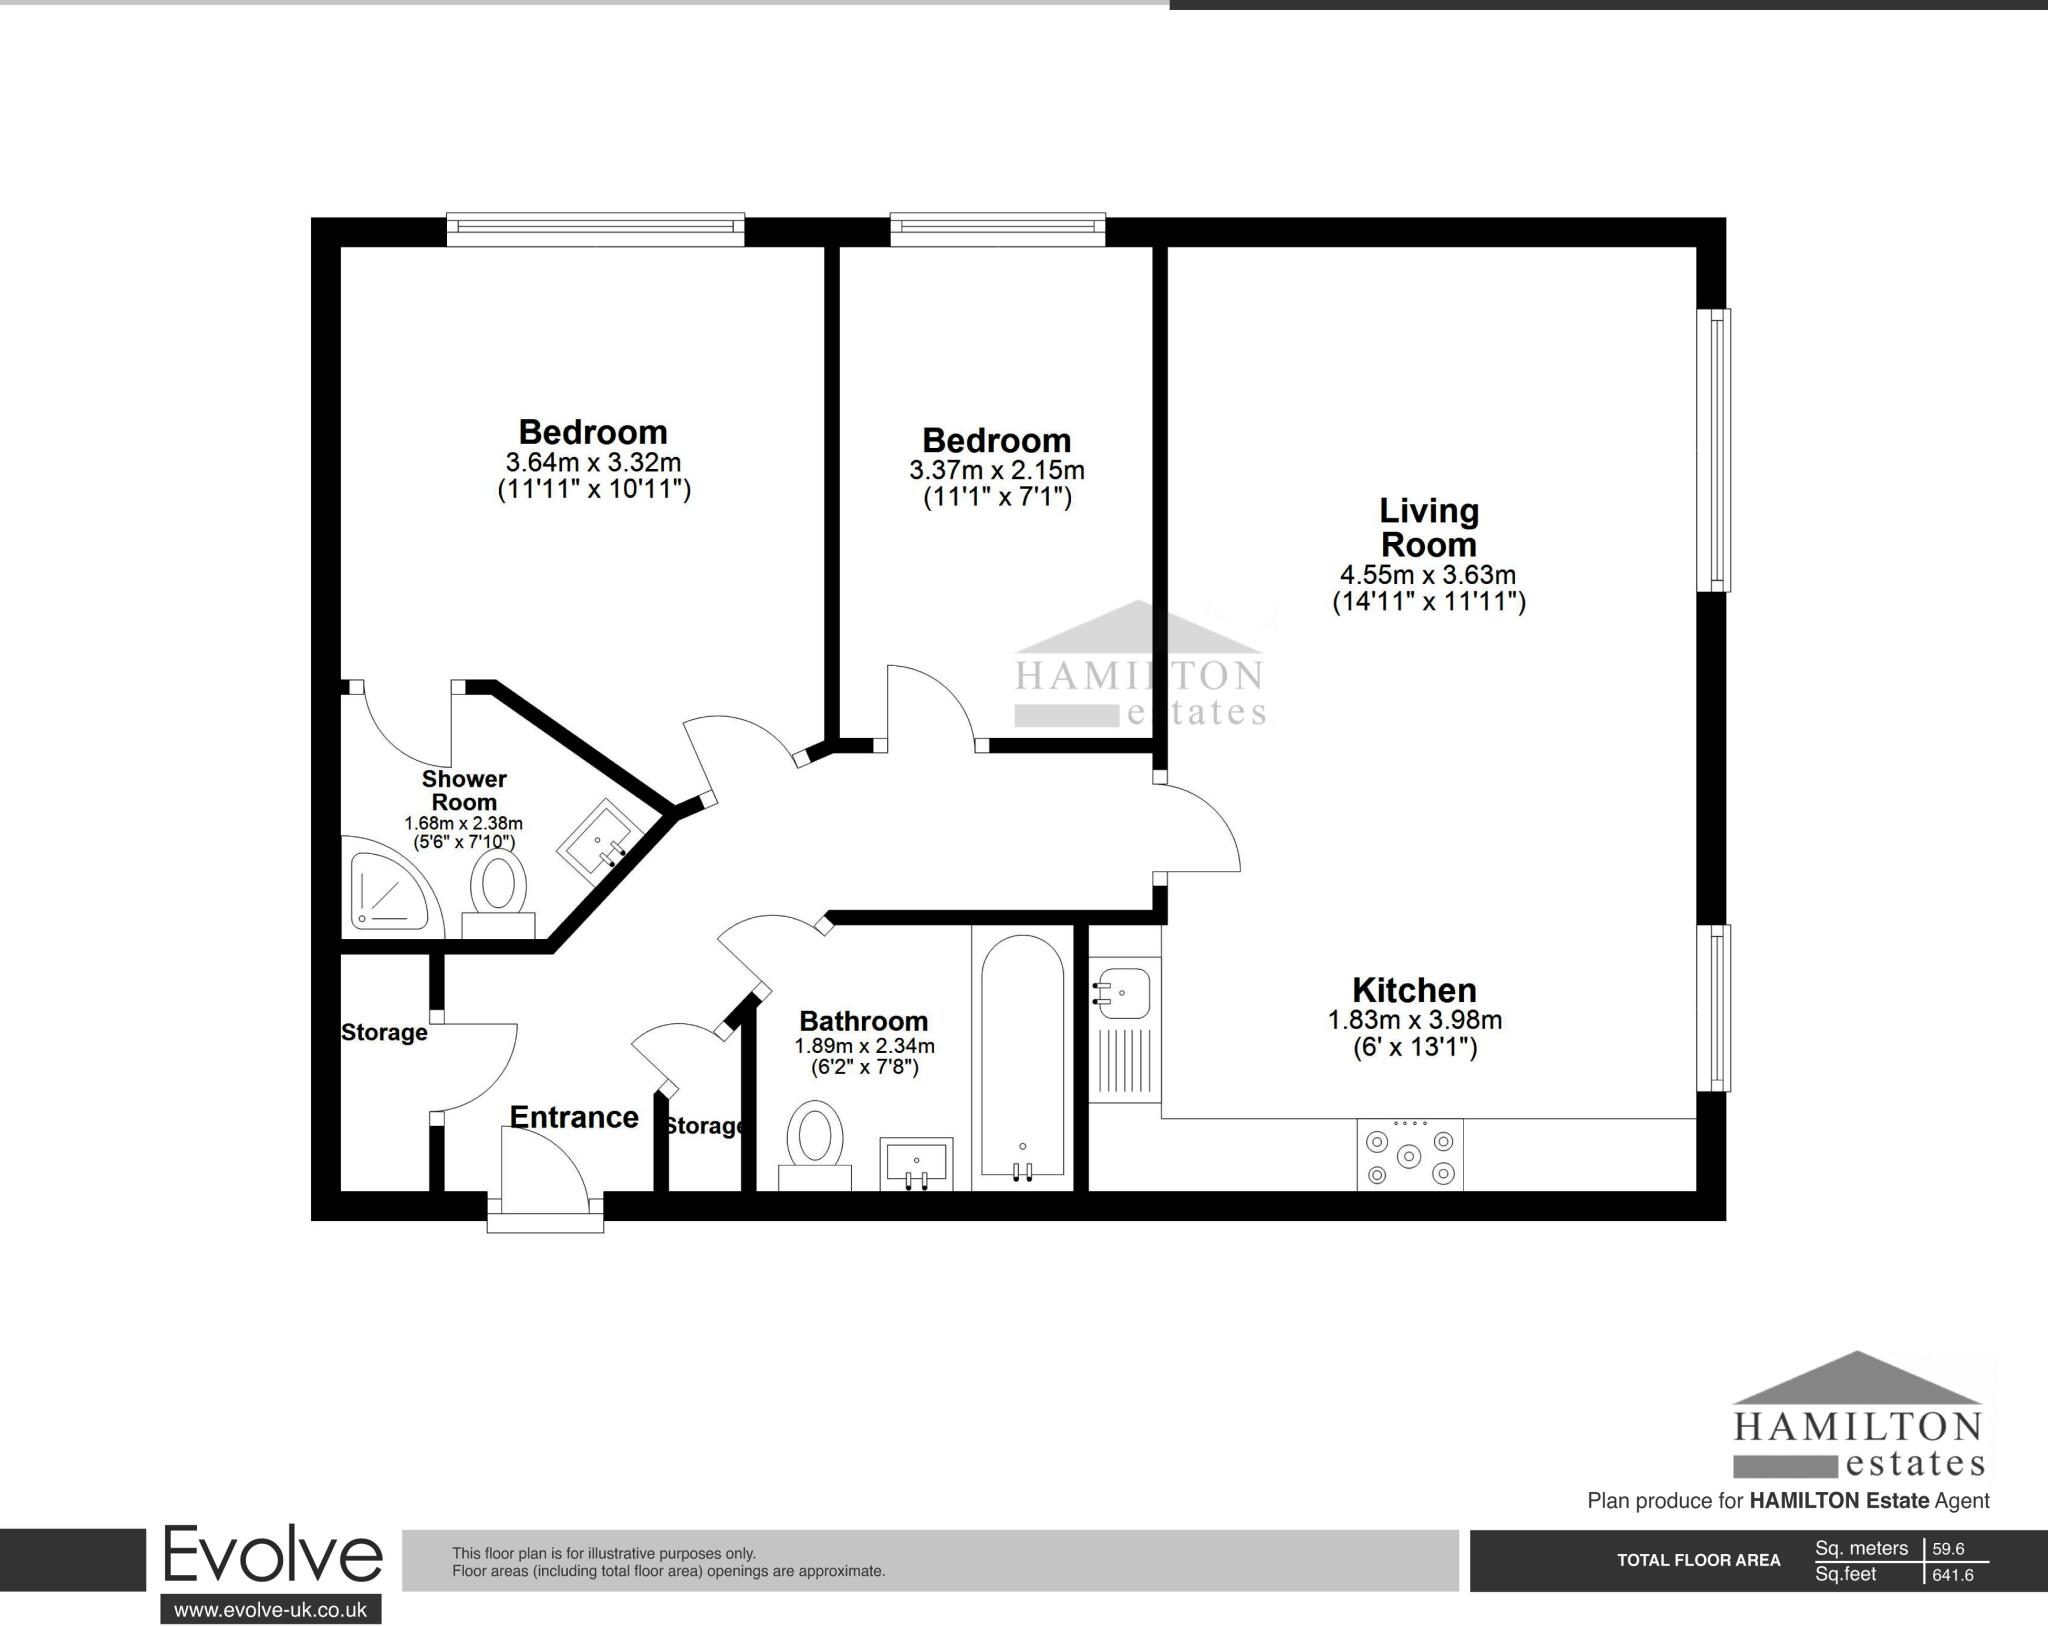 Bedroom
3.64m x 3.32m
(11'11" x 10'11")
Bedroom
3.37m x 2.15m
(11'1" x 7'1")
Living
Room
4.55m x 3.63m
(14'11" x 11'11")
HAMILTON
estates
Shower
Room
1.68m x 2.38m
(5'6" x 7'10")
Kitchen
1.83m x 3.98m
(6' x 13'1")
Bathroom
1.89m x 2.34m
(6'2" x 7'8")
Storage
Entrance
Storage
HAMILTON
estates
Plan produce for HAMILTON Estate Agent
Evolve
www.evolve-uk.co.uk
This floor plan is for illustrative purposes only.
Floor areas (including total floor area) openings are approximate.
TOTAL FLOOR AREA
Sq. meters 59.6
Sq.feet 641.6